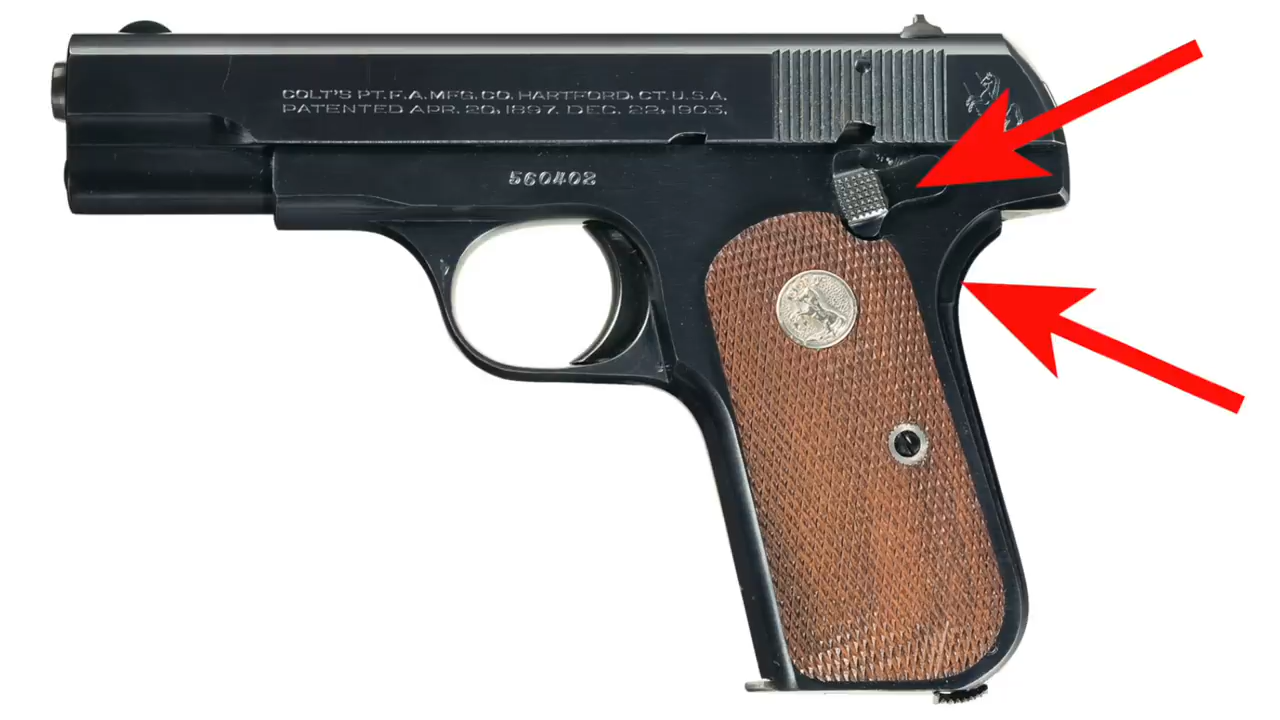 COLT'S PT. F. A. MFG. CO. HARTFORD, CT. U.S.A.
PATENTED APR. 20, 1897. DEC. 22, 1903.
560402